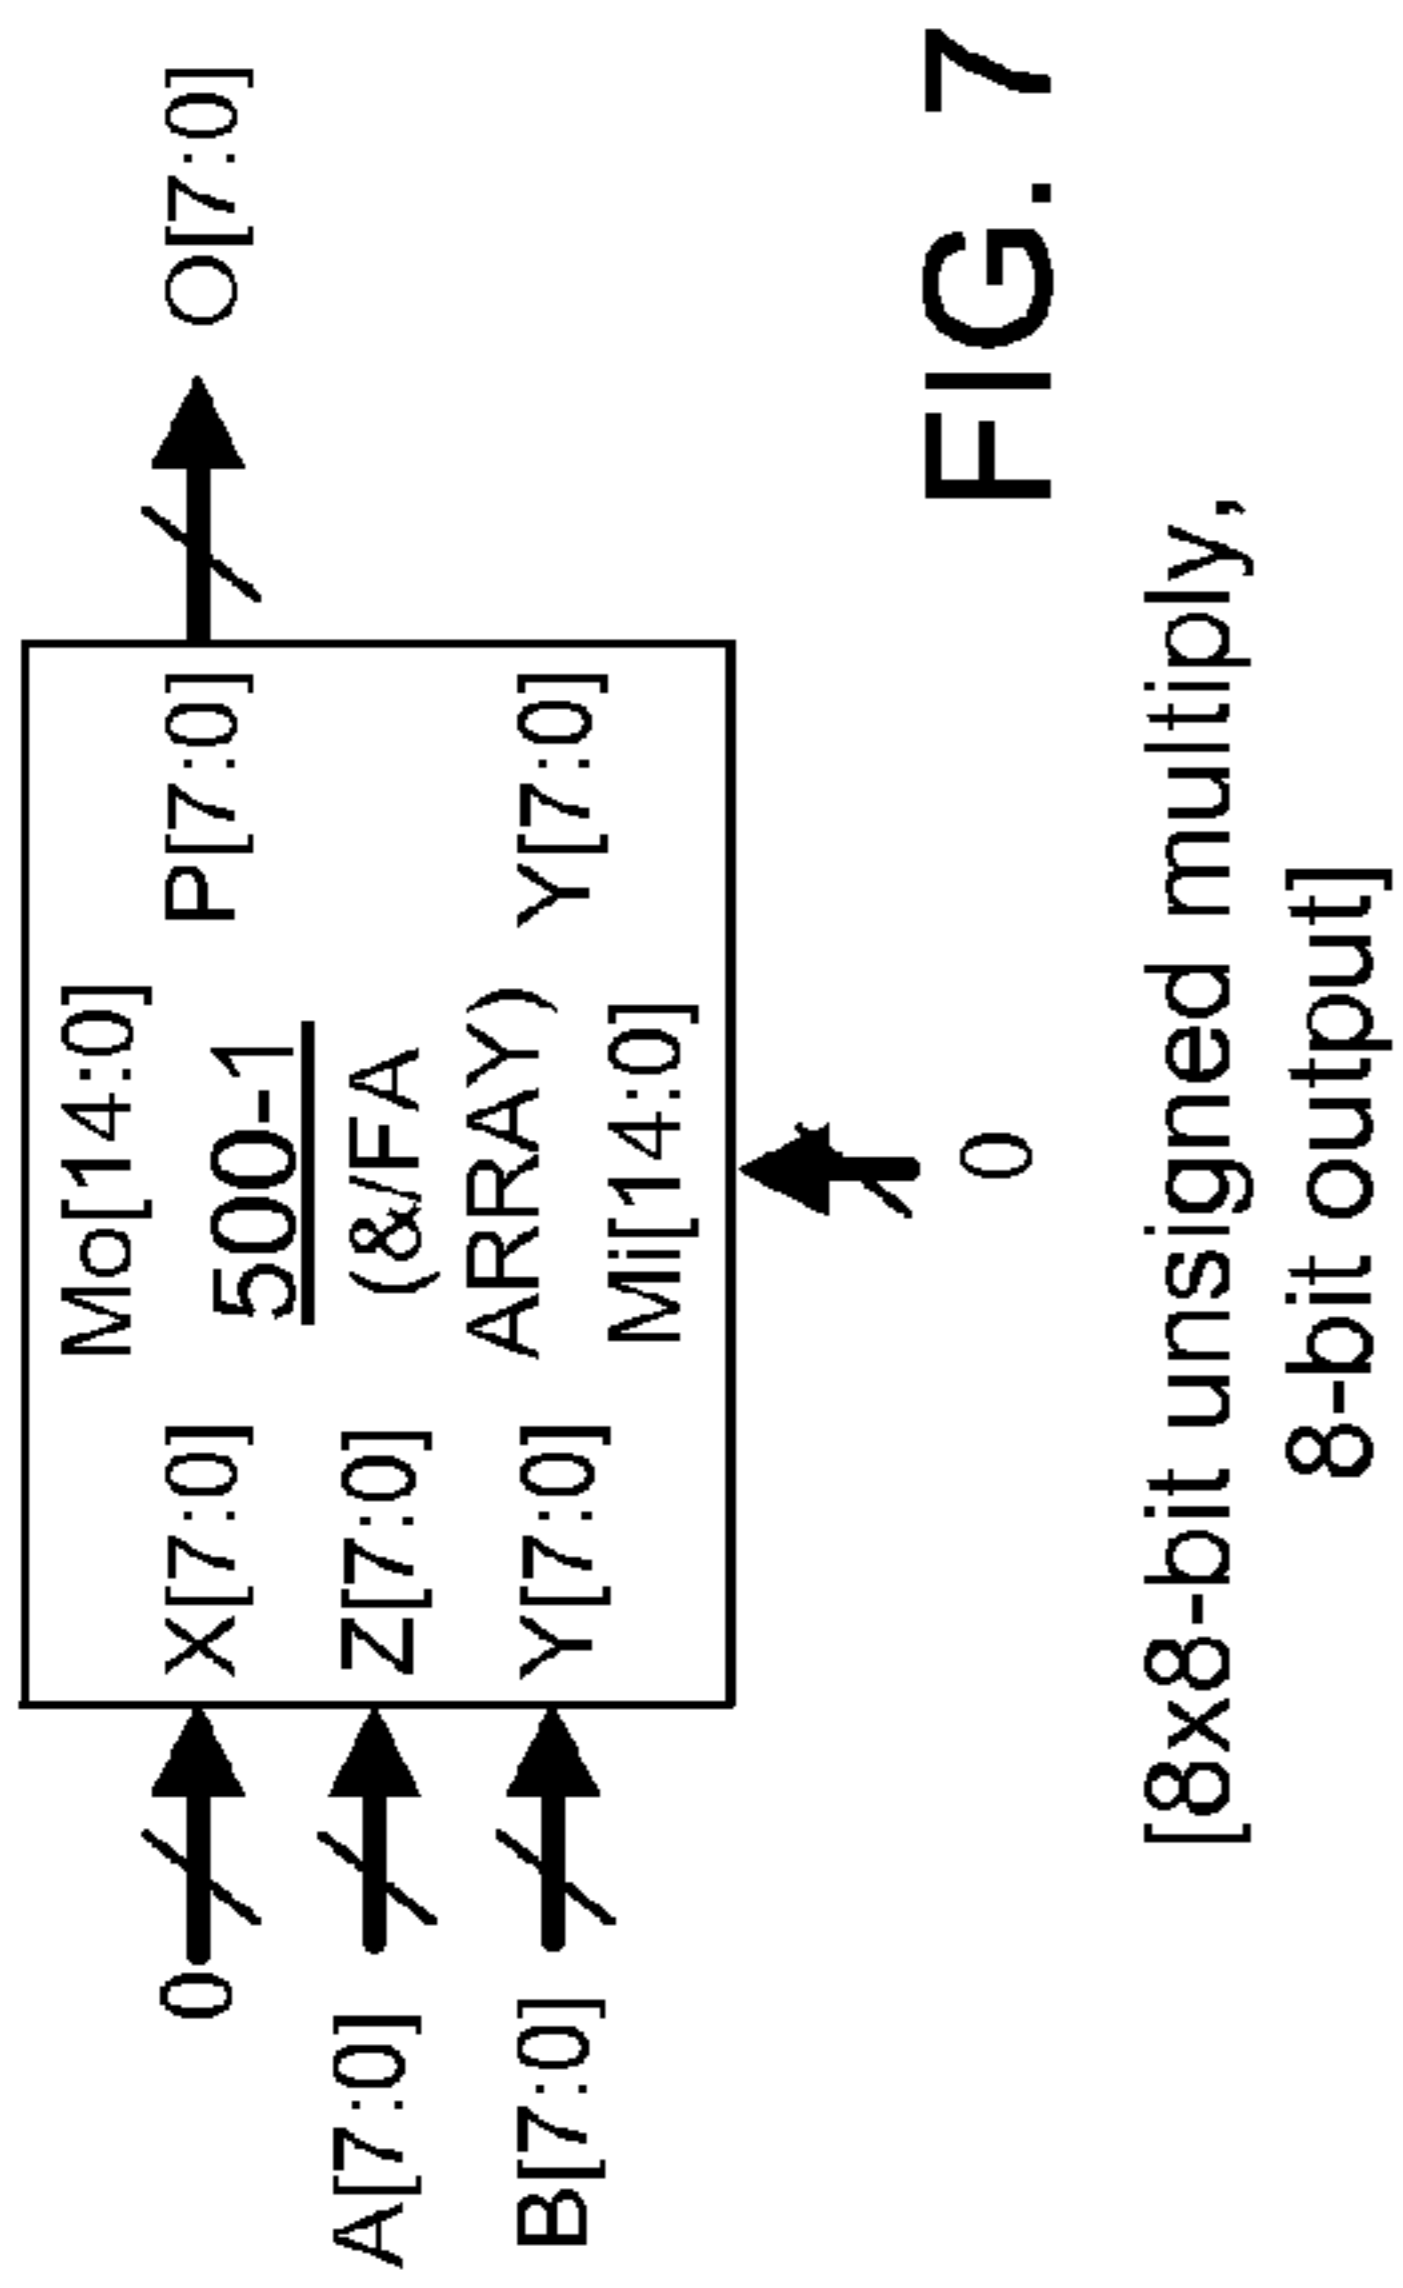 Mo[14:0]
0
X[7:0]
P[7:0]
O[7:0]
500-1
A[7:0]
Z[7:0]
(&/FA
ARRAY)
B[7:0]
Y[7:0]
Y[7:0]
Mi[14:0]
0
FIG. 7
[8x8-bit unsigned multiply,
8-bit output]